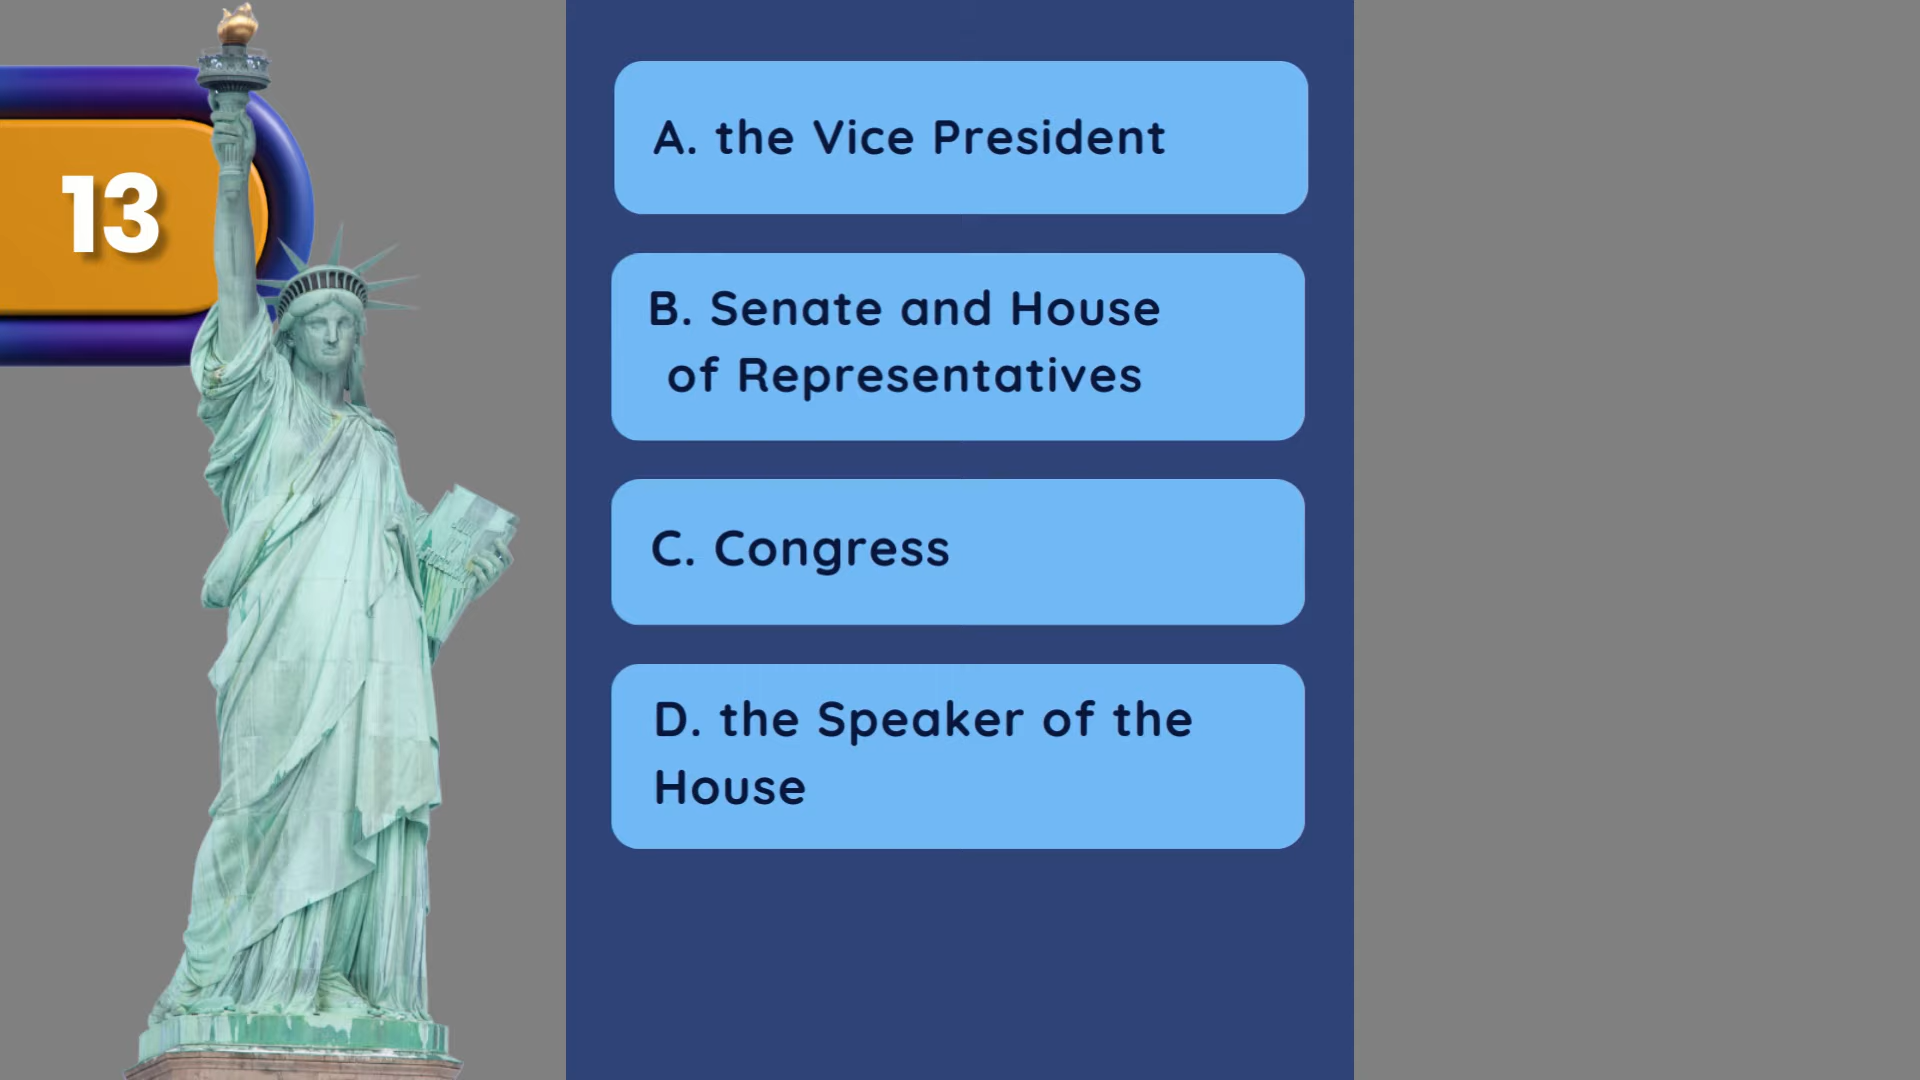 13
A. the Vice President
B. Senate and House
of Representatives
C. Congress
D. the Speaker of the
House